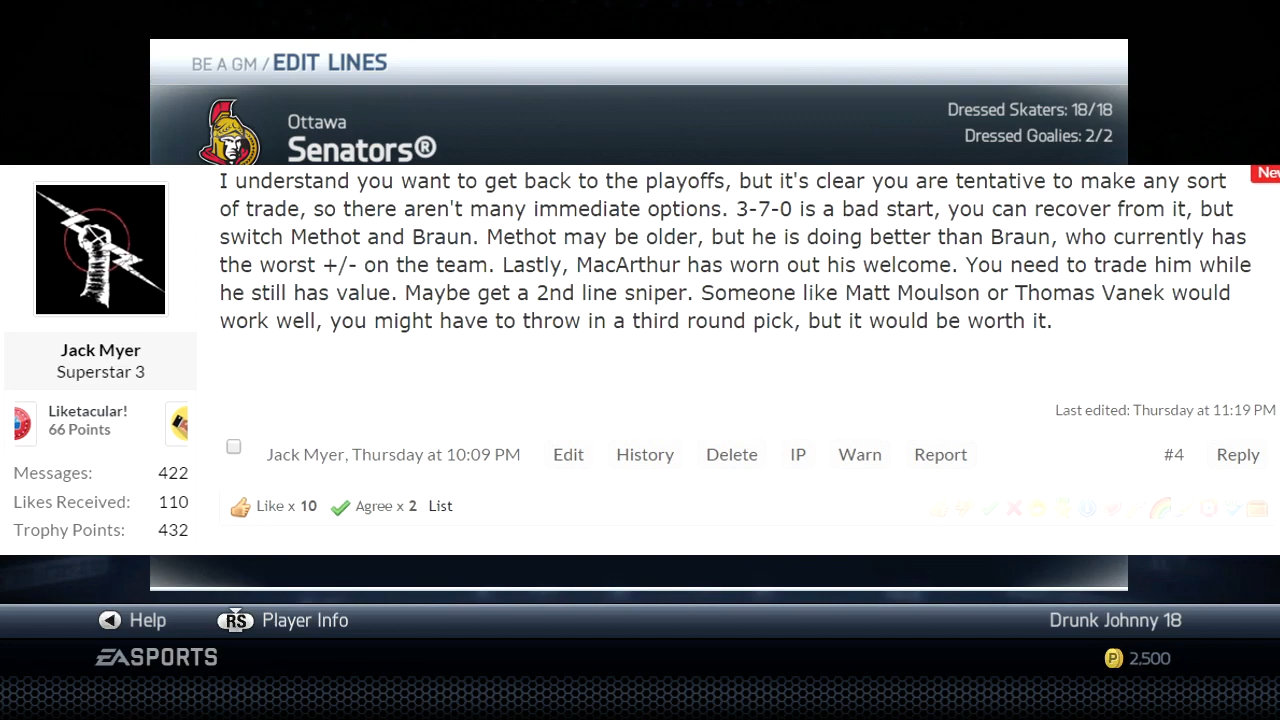 BE A GM / EDIT LINES
Ottawa
Senators®
Dressed Skaters: 18/18
Dressed Goalies: 2/2
I understand you want to get back to the playoffs, but it's clear you are tentative to make any sort
of trade, so there aren't many immediate options. 3-7-0 is a bad start, you can recover from it, but
switch Methot and Braun. Methot may be older, but he is doing better than Braun, who currently has
the worst +/- on the team. Lastly, MacArthur has worn out his welcome. You need to trade him while
he still has value. Maybe get a 2nd line sniper. Someone like Matt Moulson or Thomas Vanek would
work well, you might have to throw in a third round pick, but it would be worth it.
New
Jack Myer
Superstar 3
Liketacular!
66 Points
Messages: 422
Likes Received: 110
Trophy Points: 432
Last edited: Thursday at 11:19 PM
Jack Myer, Thursday at 10:09 PM Edit History Delete IP Warn Report #4 Reply
Like x 10 Agree x 2 List
Help RS Player Info Drunk Johnny 18
EA SPORTS P 2,500